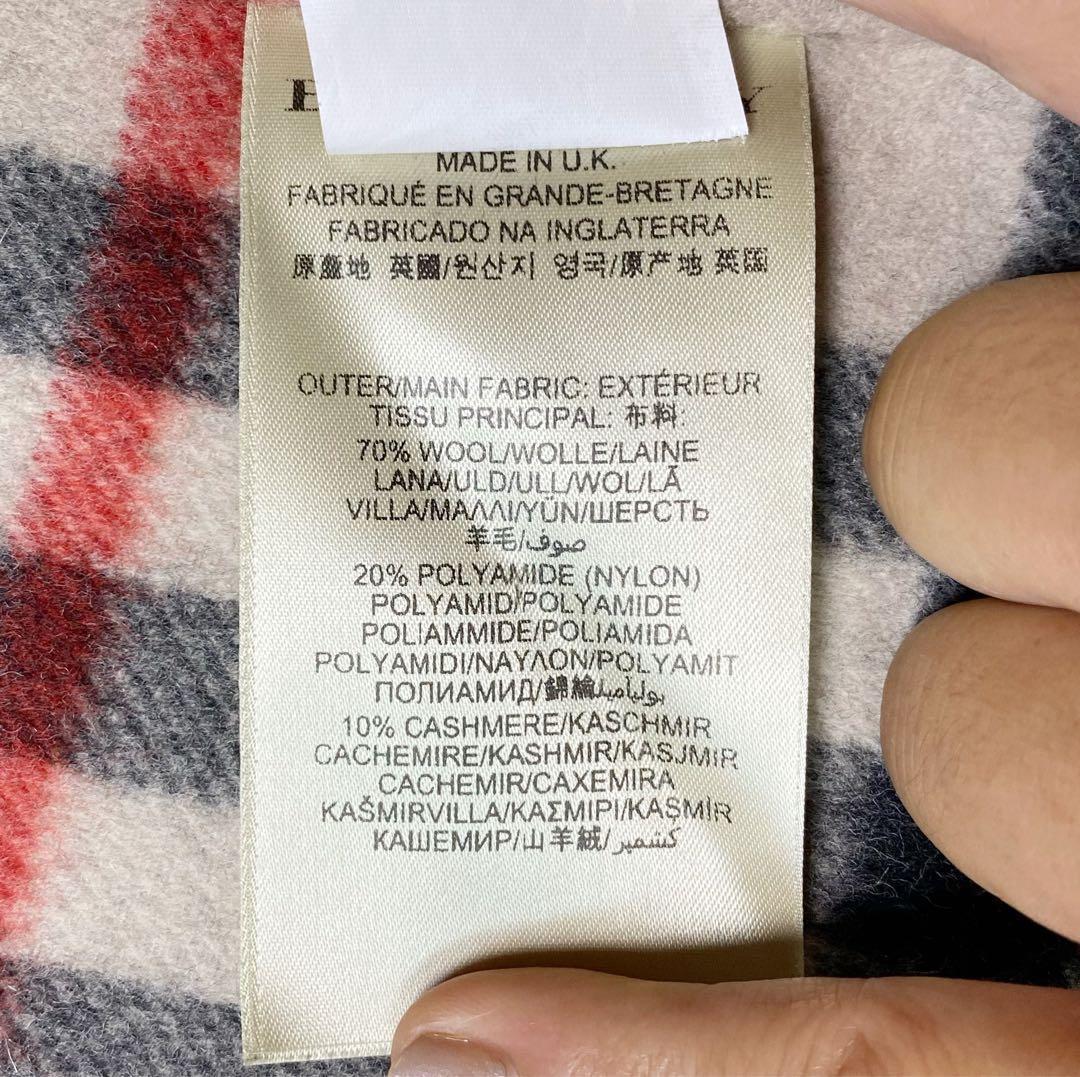 MADE IN U.K.
FABRIQUÉ EN GRANDE-BRETAGNE
FABRICADO NA INGLATERRA
原產地 英國/원산지 영국/原产地 英国
OUTER/MAIN FABRIC: EXTÉRIEUR
TISSU PRINCIPAL: 布料:
70% WOOL/WOLLE/LAINE
LANA/ULD/ULL/WOL/LÃ
VILLA/ΜΑΛΛΙ/YÜN/ШЕРСТЬ
羊毛/صوف
20% POLYAMIDE (NYLON)
POLYAMID/POLYAMIDE
POLIAMMIDE/POLIAMIDA
POLYAMIDI/ΝΑΥΛΟΝ/POLYAMİT
ПОЛИАМИД/錦綸/بولياميد
10% CASHMERE/KASCHMIR
CACHEMIRE/KASHMIR/KASJMIR
CACHEMIR/CAXEMIRA
KAŠMIRVILLA/ΚΑΣΜΙΡΙ/KAŞMİR
КАШЕМИР/山羊絨/كشمير